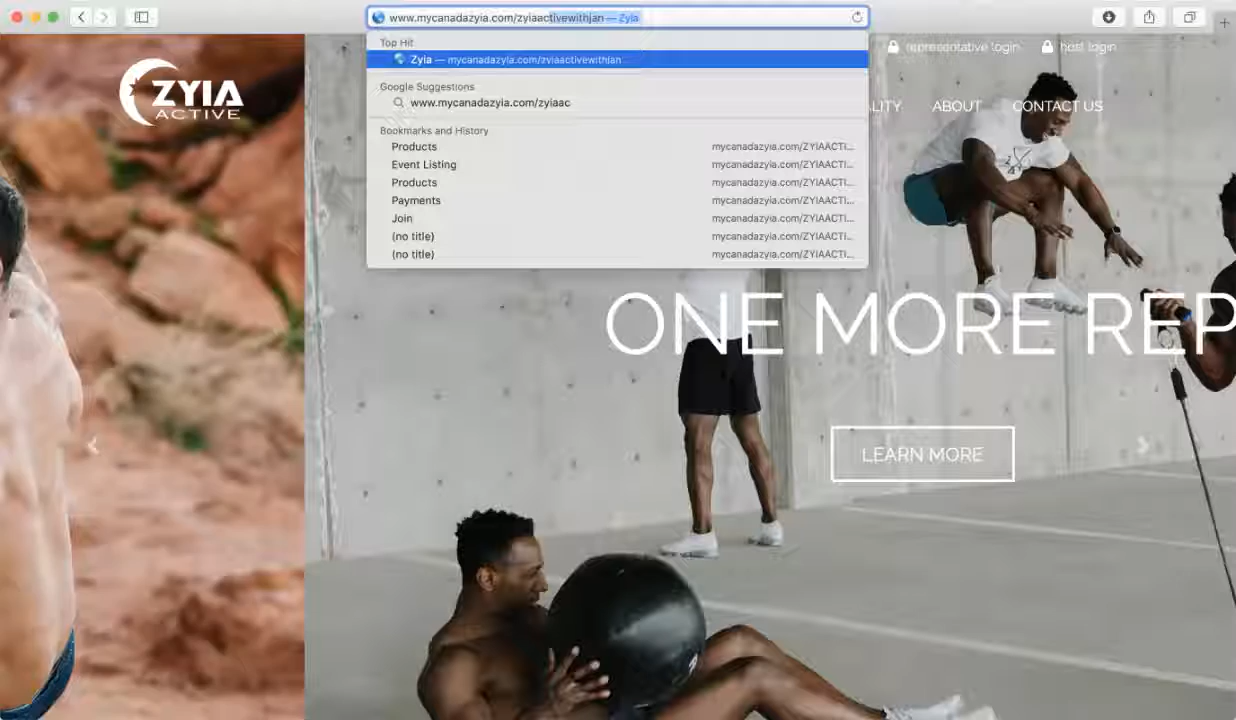 www.mycanadazyia.com/zyiaactivewithjan — Zyia
Top Hit
Zyia — mycanadazyia.com/zyiaactivewithjan
Google Suggestions
www.mycanadazyia.com/zyiaac
Bookmarks and History
Products mycanadazyia.com/ZYIAACTI...
Event Listing mycanadazyia.com/ZYIAACTI...
Products mycanadazyia.com/ZYIAACTI...
Payments mycanadazyia.com/ZYIAACTI...
Join mycanadazyia.com/ZYIAACTI...
(no title) mycanadazyia.com/ZYIAACTI...
(no title) mycanadazyia.com/ZYIAACTI...
representative login host login
ZYIA
ACTIVE
ALITY ABOUT CONTACT US
ONE MORE REP
LEARN MORE